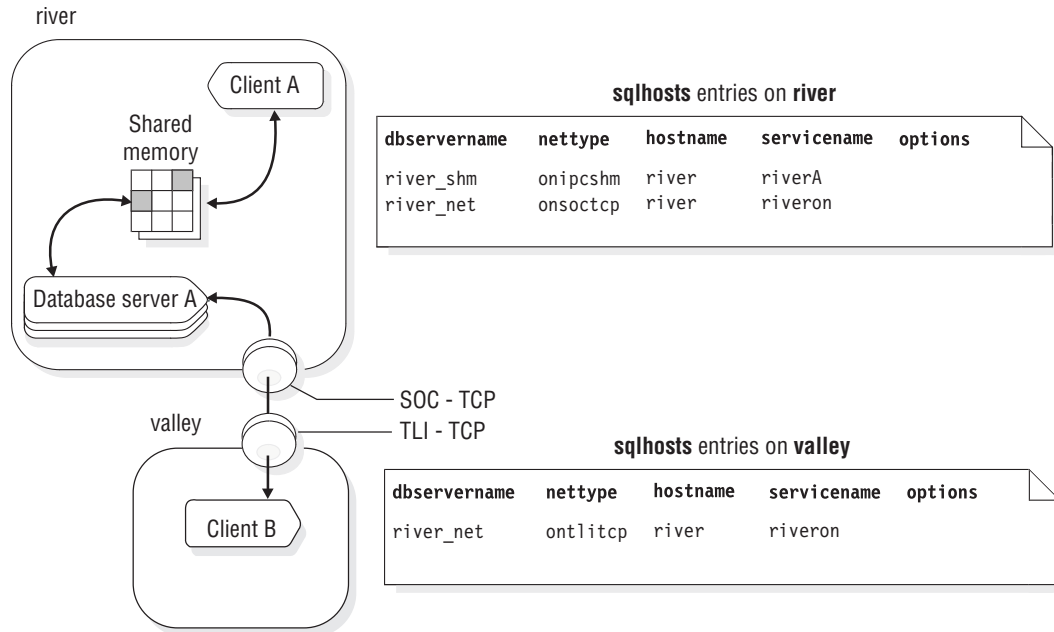 river
Client A
Shared
memory
Database server A
sqlhosts entries on river
dbservername nettype hostname servicename options
river_shm onipcshm river riverA
river_net onsoctcp river riveron
SOC - TCP
TLI - TCP
valley
Client B
sqlhosts entries on valley
dbservername nettype hostname servicename options
river_net ontlitcp river riveron